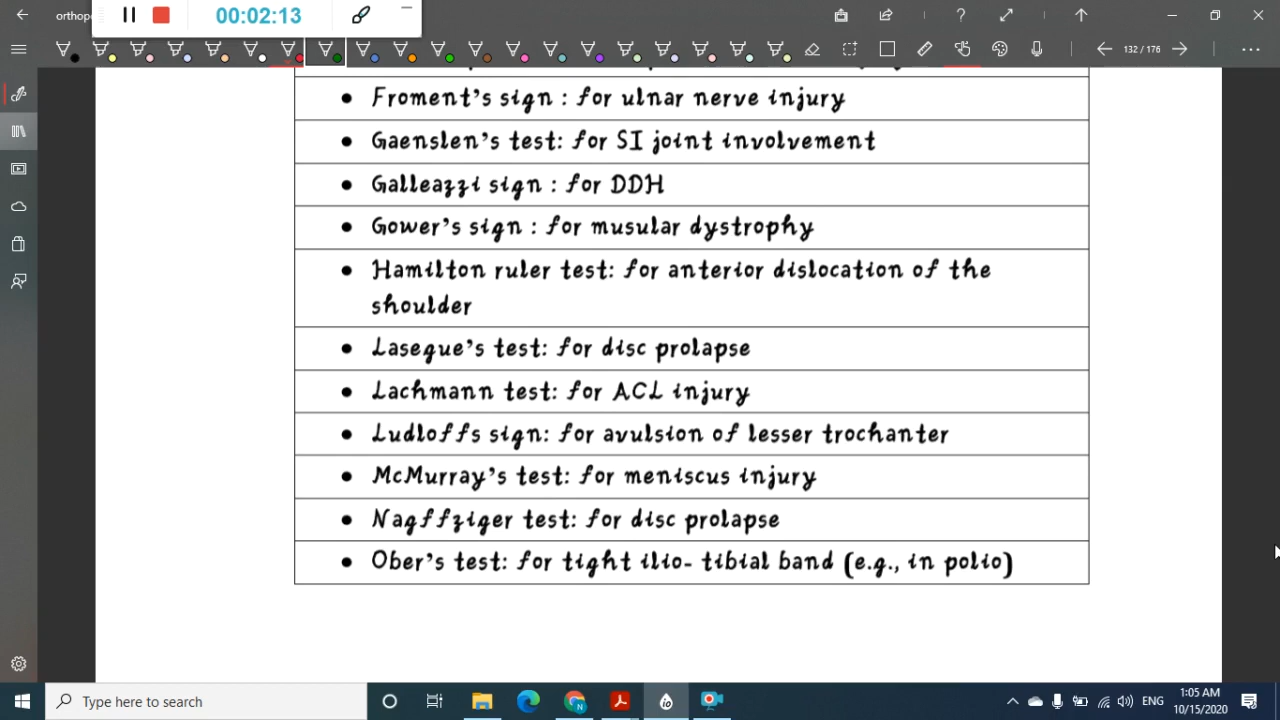 orthope
00:02:13
132 / 176
Froment's sign : for ulnar nerve injury
Gaenslen's test: for SI joint involvement
Galleazzi sign : for DDH
Gower's sign : for musular dystrophy
Hamilton ruler test: for anterior dislocation of the
shoulder
Lasegue's test: for disc prolapse
Lachmann test: for ACL injury
Ludloffs sign: for avulsion of lesser trochanter
McMurray's test: for meniscus injury
Nagffziger test: for disc prolapse
Ober's test: for tight ilio- tibial band (e.g., in polio)
Type here to search
ENG
1:05 AM
10/15/2020